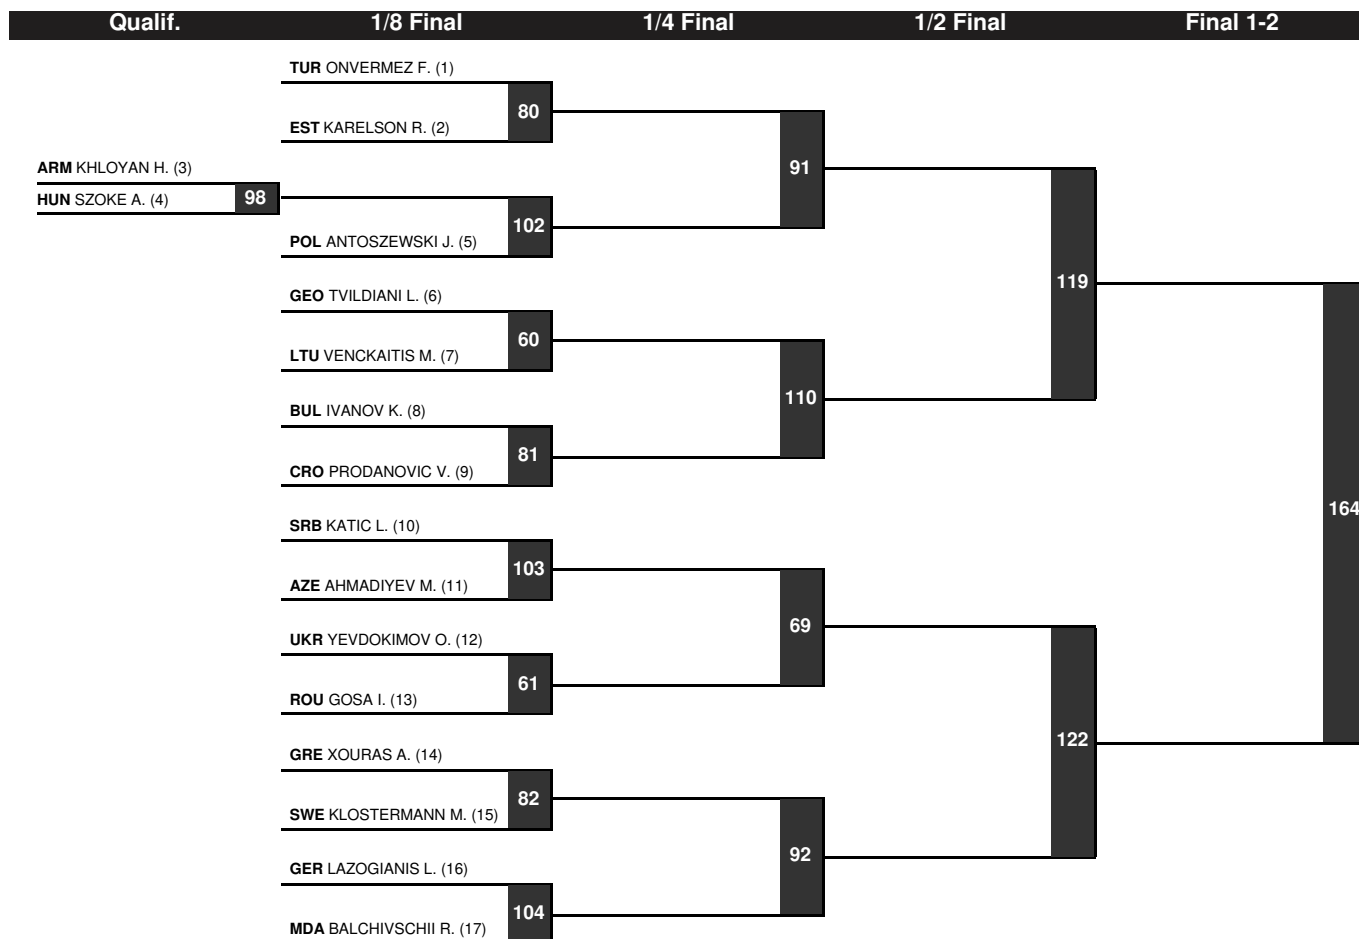 Qualif. 1/8 Final 1/4 Final 1/2 Final Final 1-2
TUR ONVERMEZ F. (1)
80
EST KARELSON R. (2)
ARM KHLOYAN H. (3)
91
HUN SZOKE A. (4) 98
102
POL ANTOSZEWSKI J. (5)
119
GEO TVILDIANI L. (6)
60
LTU VENCKAITIS M. (7)
110
BUL IVANOV K. (8)
81
CRO PRODANOVIC V. (9)
164
SRB KATIC L. (10)
103
AZE AHMADIYEV M. (11)
69
UKR YEVDOKIMOV O. (12)
61
ROU GOSA I. (13)
122
GRE XOURAS A. (14)
82
SWE KLOSTERMANN M. (15)
92
GER LAZOGIANIS L. (16)
104
MDA BALCHIVSCHII R. (17)